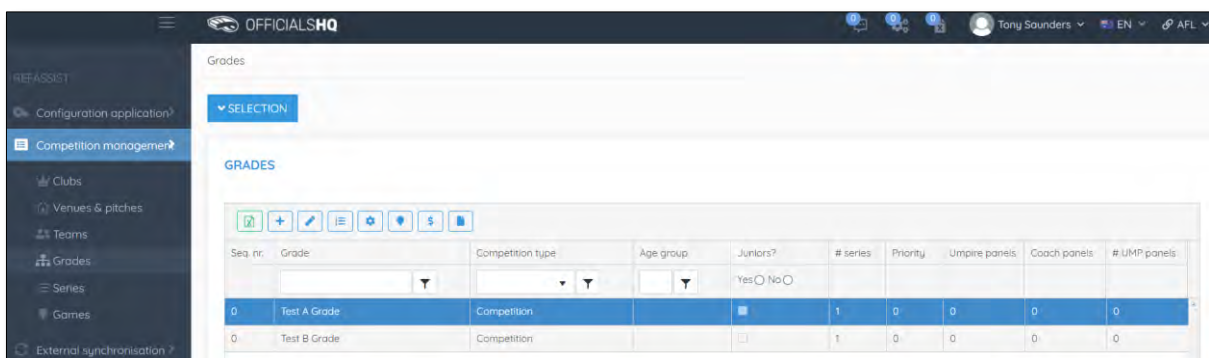 OFFICIALSHQ
0 0 0 Tony Saunders EN AFL
REFASSIST
Configuration application
Competition management
Clubs
Venues & pitches
Teams
Grades
Series
Games
External synchronisation
Grades
SELECTION
GRADES
$
Seq. nr. Grade Competition type Age group Juniors? # series Priority Umpire panels Coach panels # UMP panels
Yes No
0 Test A Grade Competition 1 0 0 0 0
0 Test B Grade Competition 1 0 0 0 0